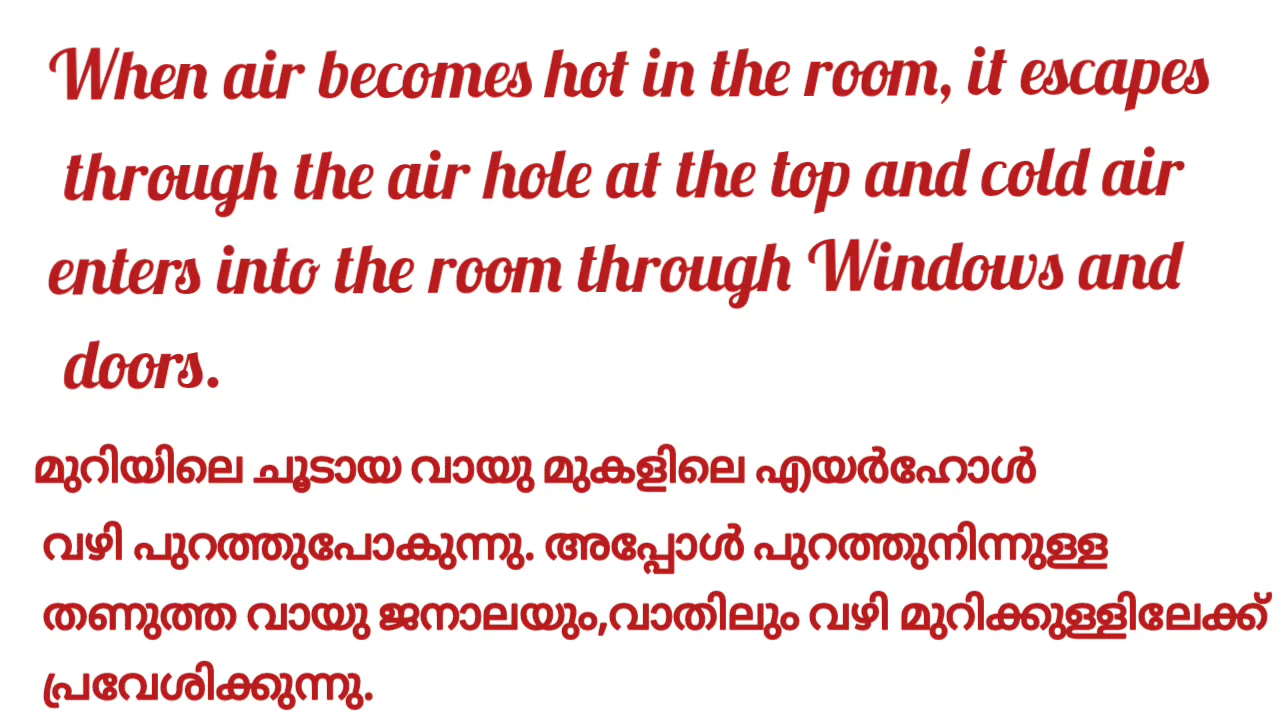 When air becomes hot in the room, it escapes
through the air hole at the top and cold air
enters into the room through Windows and
doors.
മുറിയിലെ ചൂടായ വായു മുകളിലെ എയർഹോൾ
വഴി പുറത്തുപോകുന്നു. അപ്പോൾ പുറത്തുനിന്നുള്ള
തണുത്ത വായു ജനാലയും,വാതിലും വഴി മുറിക്കുള്ളിലേക്ക്
പ്രവേശിക്കുന്നു.